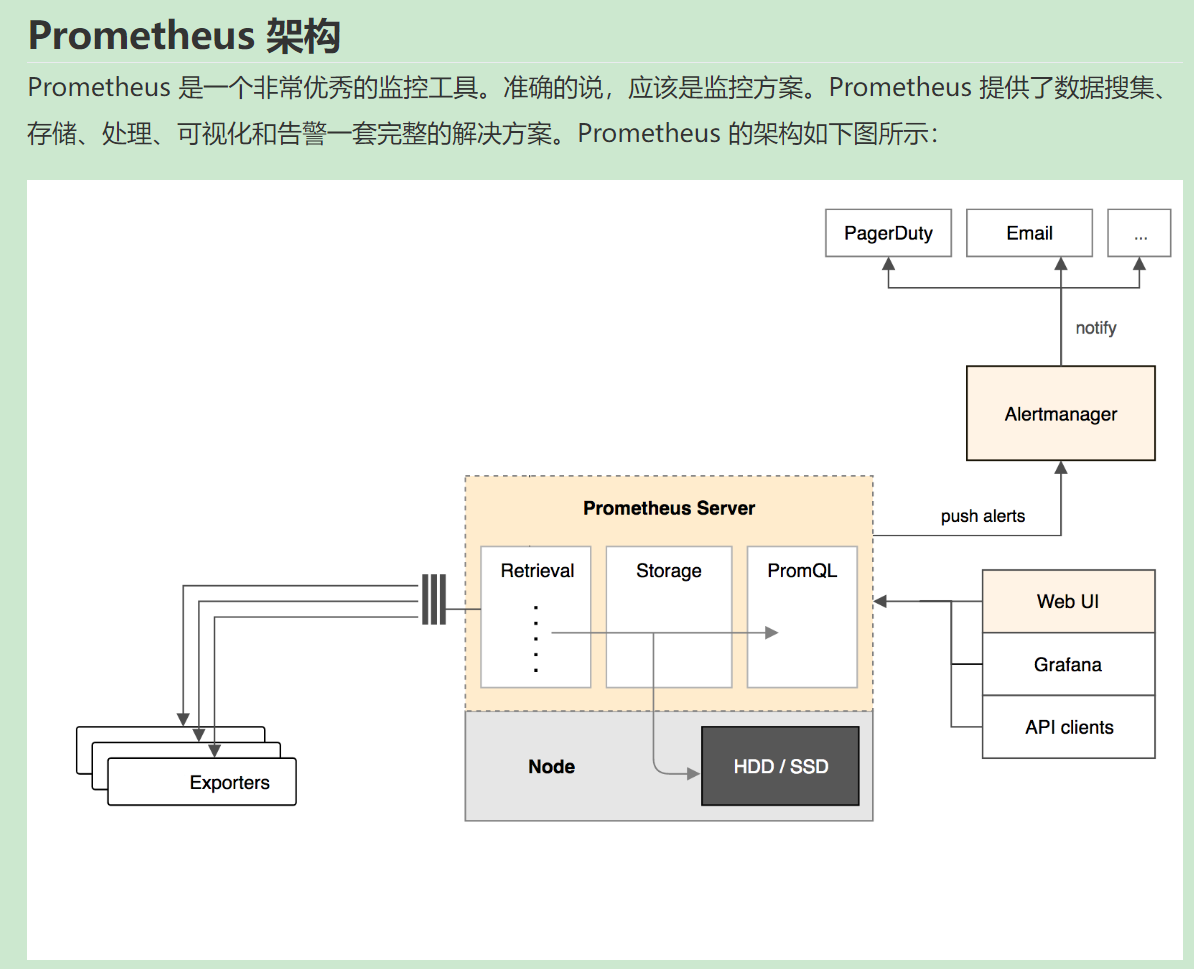 Prometheus 架构
Prometheus 是一个非常优秀的监控工具。准确的说，应该是监控方案。Prometheus 提供了数据搜集、
存储、处理、可视化和告警一套完整的解决方案。Prometheus 的架构如下图所示：
PagerDuty
Email
...
notify
Alertmanager
push alerts
Prometheus Server
Retrieval
Storage
PromQL
Web UI
Grafana
API clients
Node
HDD / SSD
Exporters